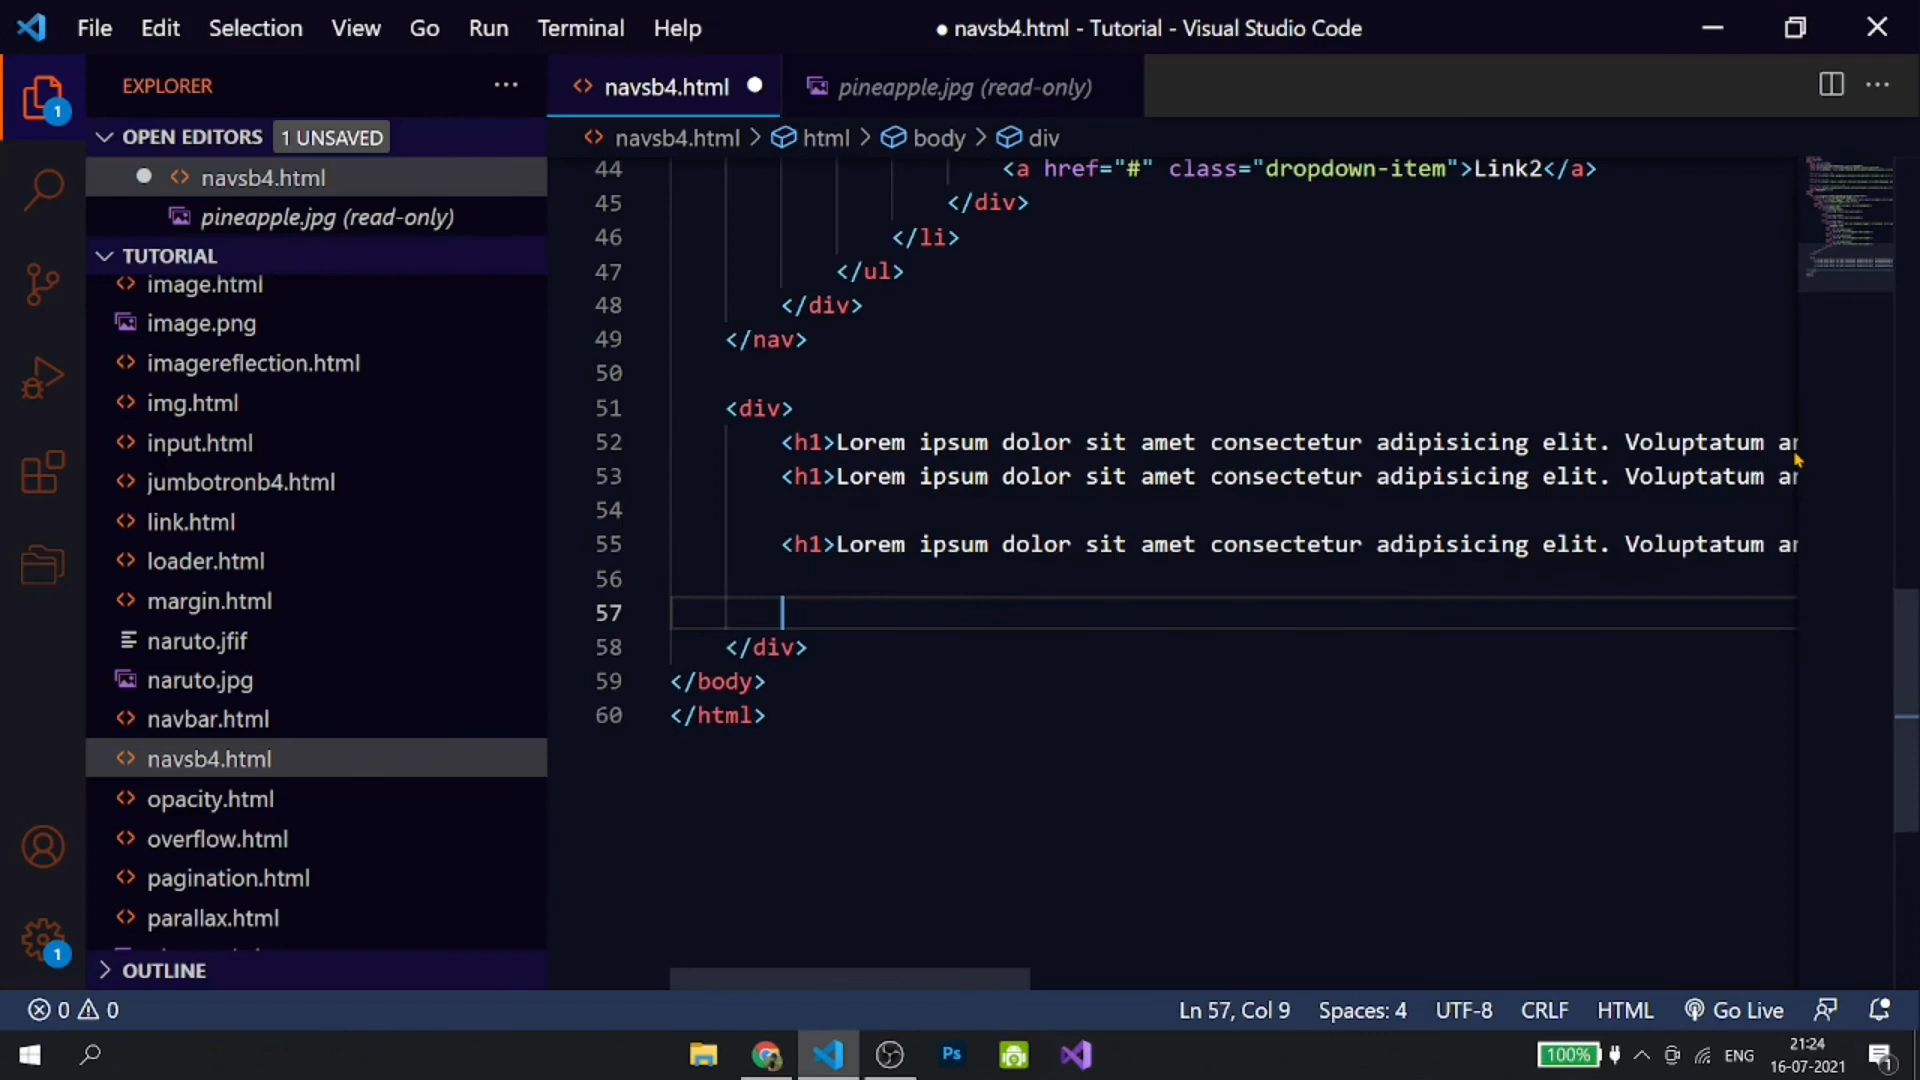 File Edit Selection View Go Run Terminal Help
● navsb4.html - Tutorial - Visual Studio Code
EXPLORER
OPEN EDITORS 1 UNSAVED
navsb4.html
pineapple.jpg (read-only)
TUTORIAL
image.html
image.png
imagereflection.html
img.html
input.html
jumbotronb4.html
link.html
loader.html
margin.html
naruto.jfif
naruto.jpg
navbar.html
navsb4.html
opacity.html
overflow.html
pagination.html
parallax.html
OUTLINE
1
1
navsb4.html pineapple.jpg (read-only)
navsb4.html > html > body > div
44 <a href="#" class="dropdown-item">Link2</a>
45 </div>
46 </li>
47 </ul>
48 </div>
49 </nav>
50
51 <div>
52 <h1>Lorem ipsum dolor sit amet consectetur adipisicing elit. Voluptatum
53 <h1>Lorem ipsum dolor sit amet consectetur adipisicing elit. Voluptatum
54
55 <h1>Lorem ipsum dolor sit amet consectetur adipisicing elit. Voluptatum
56
57
58 </div>
59 </body>
60 </html>
0 0 Ln 57, Col 9 Spaces: 4 UTF-8 CRLF HTML Go Live
Ps 100% ENG 21:24
16-07-2021
1